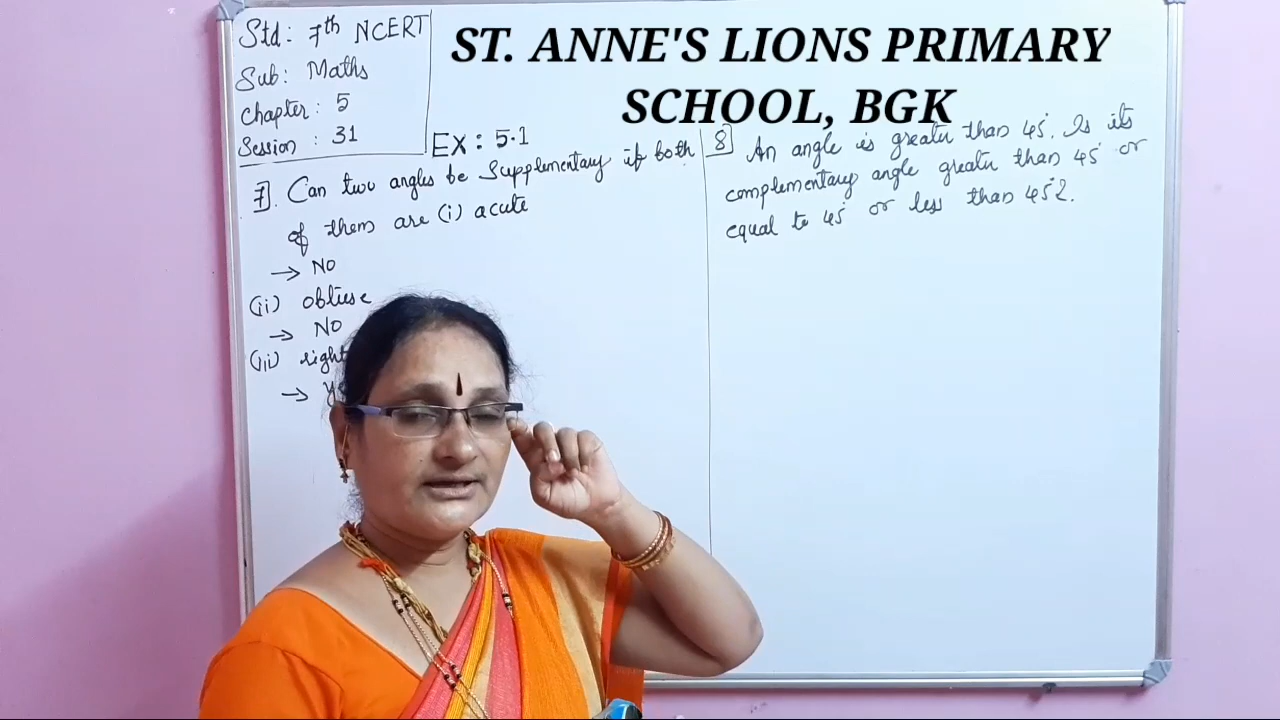 ST. ANNE'S LIONS PRIMARY
SCHOOL, BGK
Std: 7th NCERT
Sub: Maths
Chapter: 5
Session: 31
EX: 5.1
7]. Can two angles be Supplementary if both
of them are (i) acute
→ NO
(ii) obtuse
→ NO
(iii) right
→
8] An angle is greater than 45°. Is its
complementary angle greater than 45° or
equal to 45° or less than 45°?.